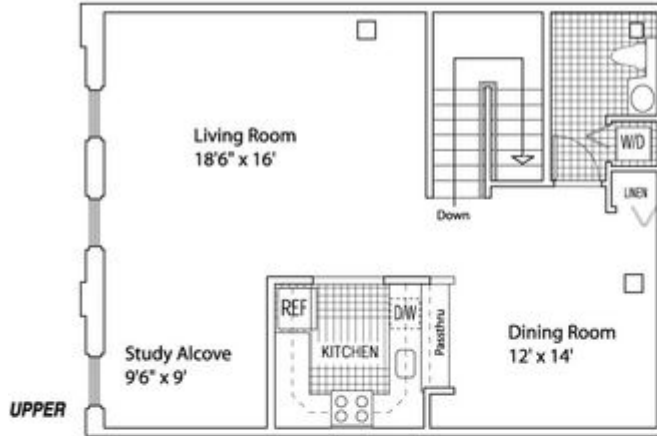 Living Room
18'6" x 16'
W/D
LINEN
Down
REF
D/W
KITCHEN
Passthru
Dining Room
12' x 14'
Study Alcove
9'6" x 9'
UPPER